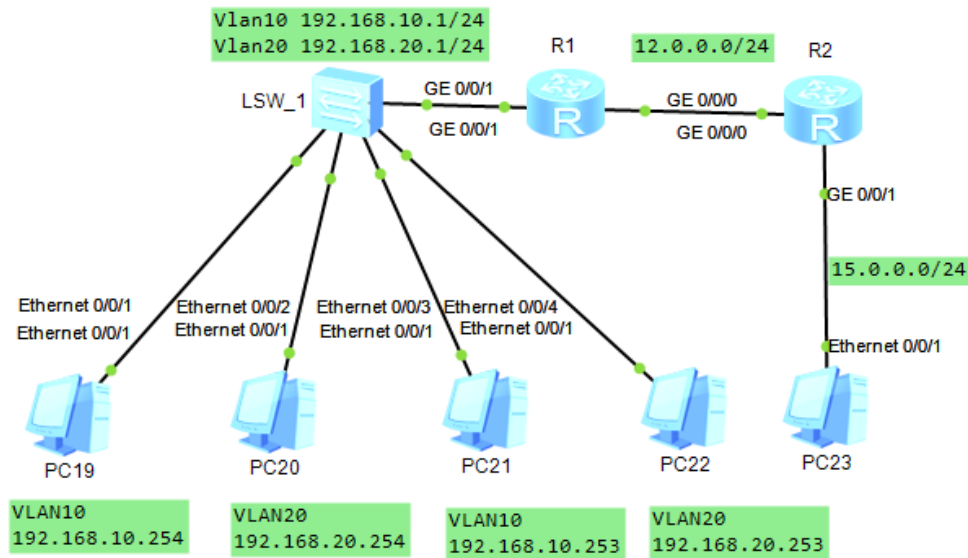 Vlan10 192.168.10.1/24
Vlan20 192.168.20.1/24
R1
12.0.0.0/24
R2
LSW_1
GE 0/0/1
GE 0/0/1
GE 0/0/0
GE 0/0/0
R
R
GE 0/0/1
15.0.0.0/24
Ethernet 0/0/1
Ethernet 0/0/1
Ethernet 0/0/2
Ethernet 0/0/1
Ethernet 0/0/3
Ethernet 0/0/1
Ethernet 0/0/4
Ethernet 0/0/1
Ethernet 0/0/1
PC19
PC20
PC21
PC22
PC23
VLAN10
192.168.10.254
VLAN20
192.168.20.254
VLAN10
192.168.10.253
VLAN20
192.168.20.253